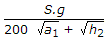 S.g
200 √a₁ + √h₂